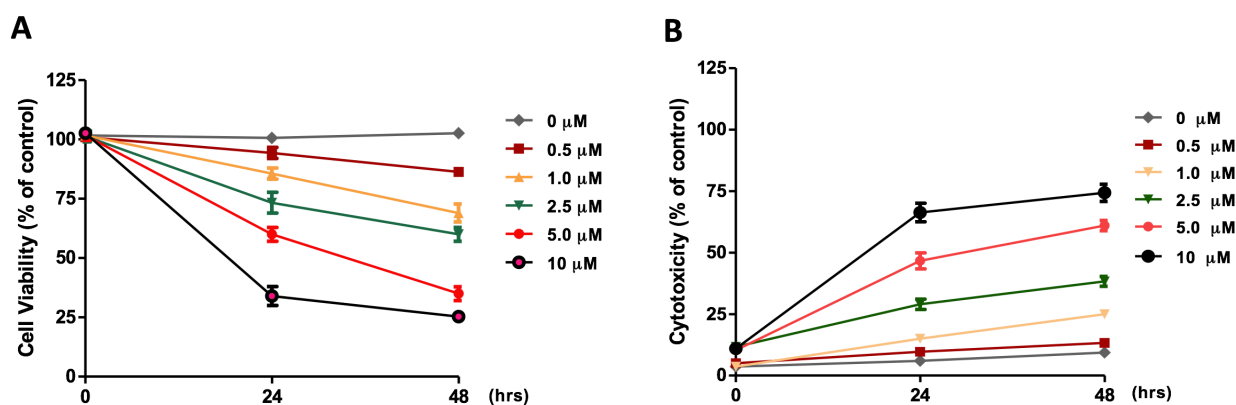 A
Cell Viability (% of control)
125
100
75
50
25
0
0
24
48
(hrs)
0 μM
0.5 μM
1.0 μM
2.5 μM
5.0 μM
10 μM
B
Cytotoxicity (% of control)
125
100
75
50
25
0
0
24
48
(hrs)
0 μM
0.5 μM
1.0 μM
2.5 μM
5.0 μM
10 μM